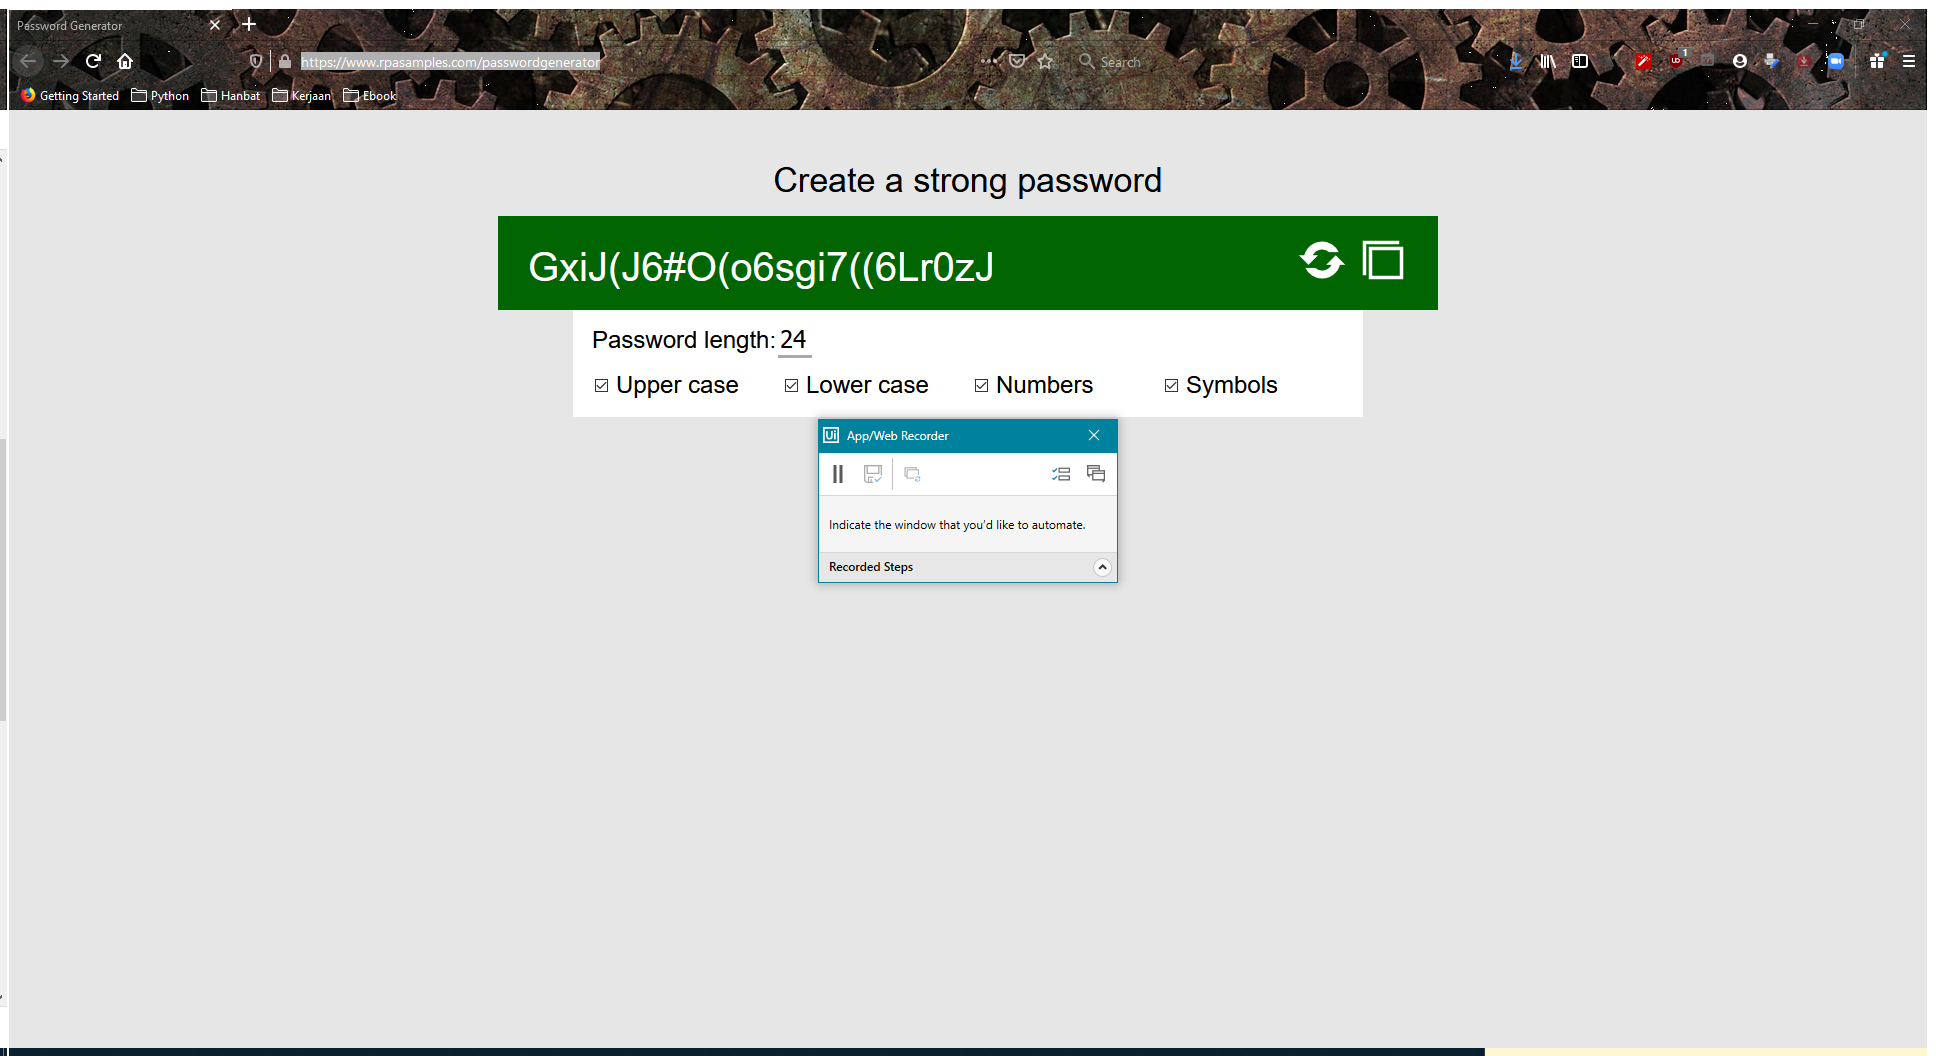 Password Generator
https://www.rpasamples.com/passwordgenerator
Search
1
Getting Started Python Hanbat Kerjaan Ebook
Create a strong password
GxiJ(J6#O(o6sgi7((6Lr0zJ
Password length: 24
Upper case Lower case Numbers Symbols
Ui App/Web Recorder
Indicate the window that you'd like to automate.
Recorded Steps